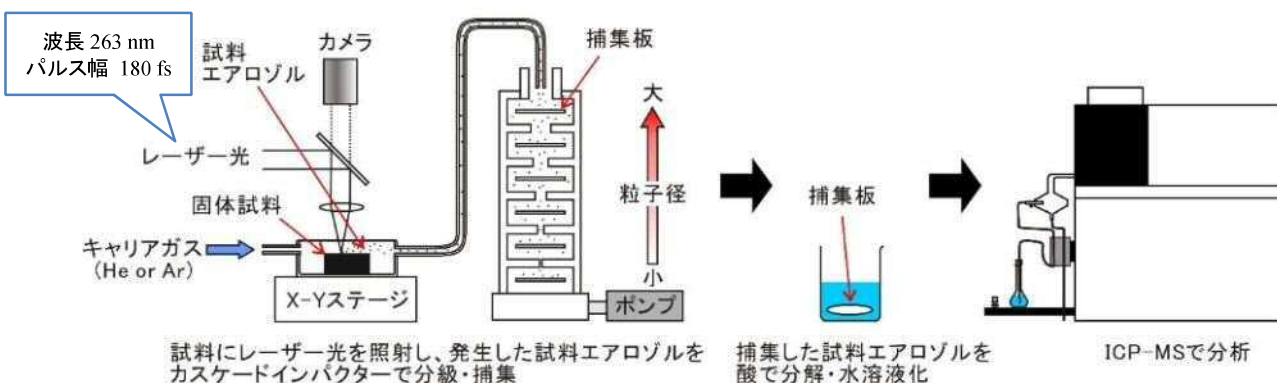 波長 263 nm
パルス幅 180 fs
カメラ
試料
エアロゾル
捕集板
レーザー光
固体試料
キャリアガス
(He or Ar)
X-Yステージ
大
粒子径
小
ポンプ
捕集板
試料にレーザー光を照射し、発生した試料エアロゾルを
カスケードインパクターで分級・捕集
捕集した試料エアロゾルを
酸で分解・水溶液化
ICP-MSで分析